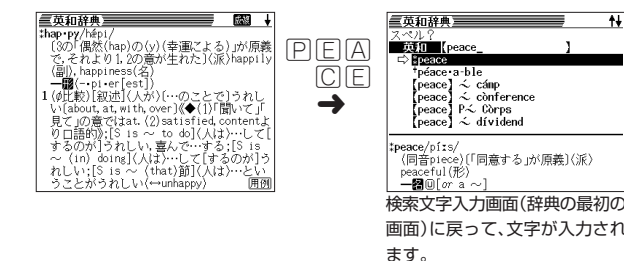 英和辞典
成句 ↓
‡hap·py/hǽpi/
〔3の「偶然(hap)の(y)(幸運による)」が原義
で,それより1,2の意が生れた〕〈派〉happily
(副), happiness(名)
—形(-·pi·er[est])
1 (φ比較)[叙述]〈人が〉(…のことで)うれし
い[about, at, with, over]《◆(1)「聞いて」「
見て」の意ではat. (2) satisfied, contentよ
り口語的》;[S is ～ to do]〈人は〉…して[
するのが]うれしい,喜んで…する;[S is
～ (in) doing]〈人は〉…して[するのが]う
れしい;[S is ～ (that)節]〈人は〉…とい
うことがうれしい(↔unhappy)
用例
P E A
C E
➔
英和辞典
↑↓
スペル？
英和【peace_ 】
⇨ ‡peace
†péace·a·ble
【peace】 ～ cámp
【peace】 ～ cònference
【peace】 P～ Còrps
【peace】 ～ dívidend
‡peace/píːs/
〈同音piece〉〔「同意する」が原義〕〈派〉
peaceful(形)
—名U[or a ～]
検索文字入力画面(辞典の最初の
画面)に戻って、文字が入力され
ます。